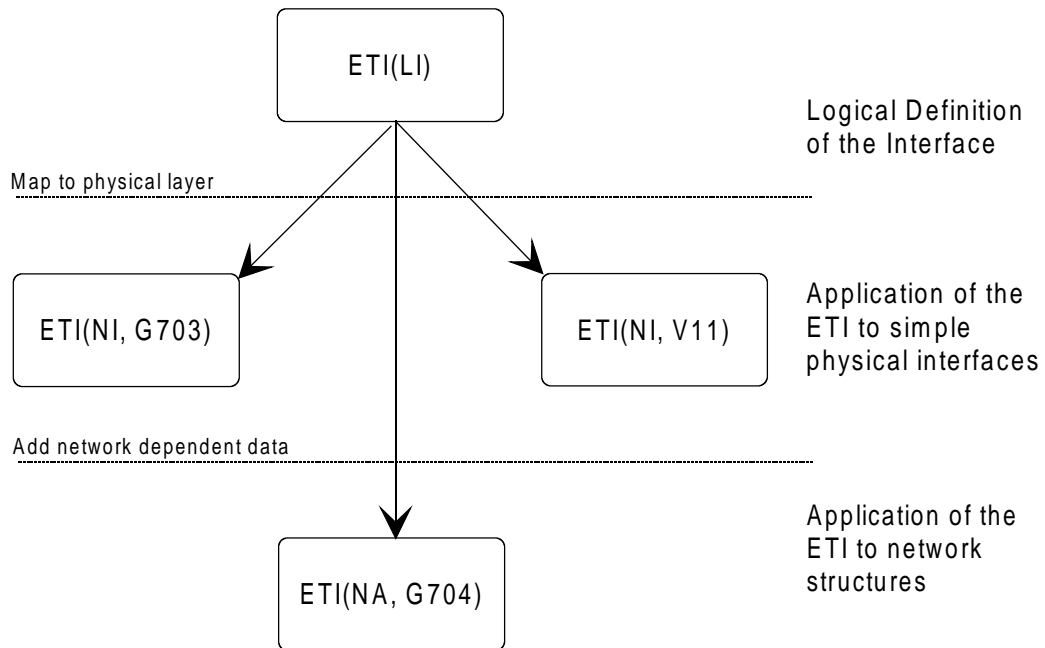 ETI(LI)
Logical Definition
of the Interface
Map to physical layer
ETI(NI, G703)
ETI(NI, V11)
Application of the
ETI to simple
physical interfaces
Add network dependent data
Application of the
ETI to network
structures
ETI(NA, G704)